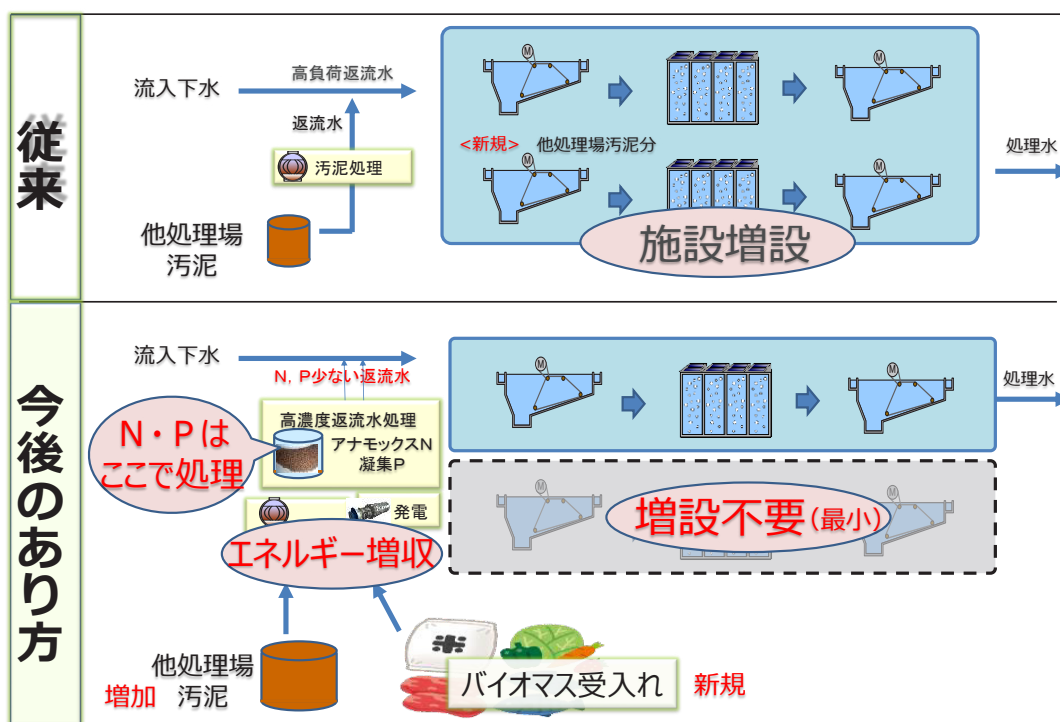 従来
流入下水
高負荷返流水
返流水
汚泥処理
他処理場
汚泥
M
M
<新規> 他処理場汚泥分
M
M
施設増設
処理水
今後のあり方
流入下水
N，P少ない返流水
高濃度返流水処理
アナモックスN
凝集P
N・Pは
ここで処理
発電
エネルギー増収
M
M
処理水
M
M
増設不要(最小)
他処理場
汚泥
増加
米
バイオマス受入れ
新規